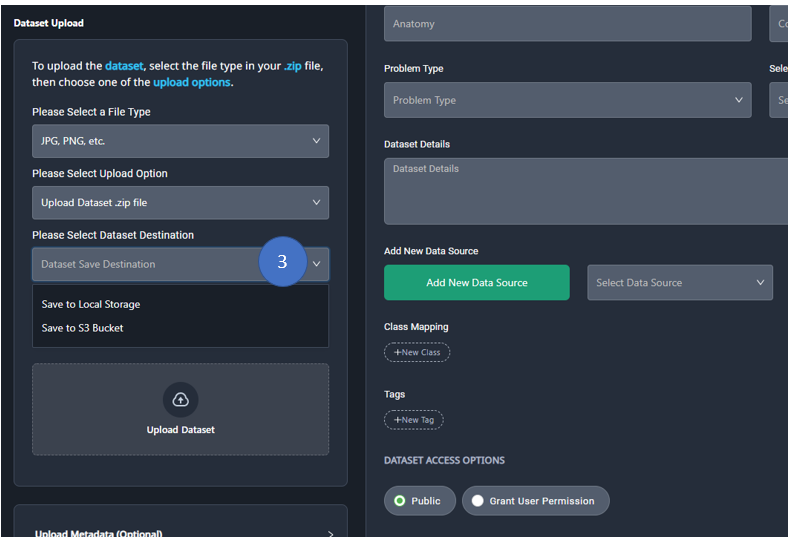 Dataset Upload
To upload the dataset, select the file type in your .zip file,
then choose one of the upload options.
Please Select a File Type
JPG, PNG, etc.
Please Select Upload Option
Upload Dataset .zip file
Please Select Dataset Destination
Dataset Save Destination
3
Save to Local Storage
Save to S3 Bucket
Upload Dataset
Upload Metadata (Optional)
Anatomy
Problem Type
Problem Type
Dataset Details
Dataset Details
Add New Data Source
Add New Data Source
Select Data Source
Class Mapping
+New Class
Tags
+New Tag
DATASET ACCESS OPTIONS
Public
Grant User Permission